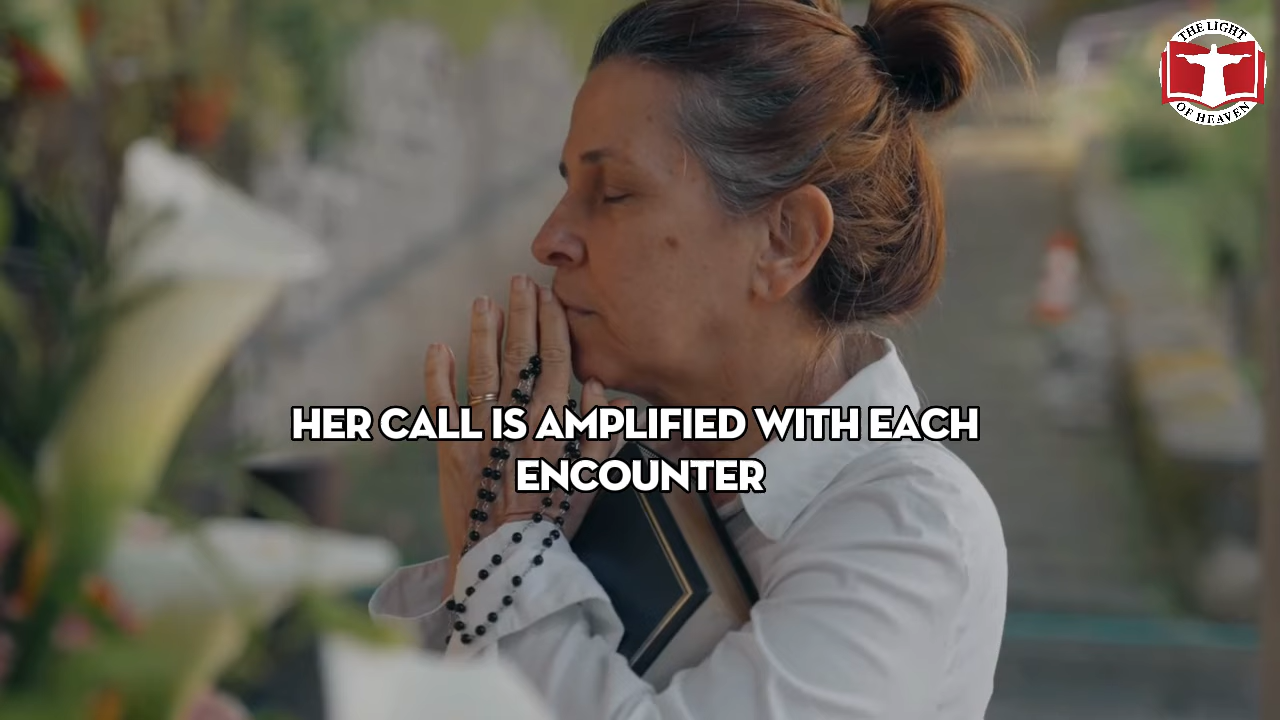 THE LIGHT
OF HEAVEN
HER CALL IS AMPLIFIED WITH EACH
ENCOUNTER